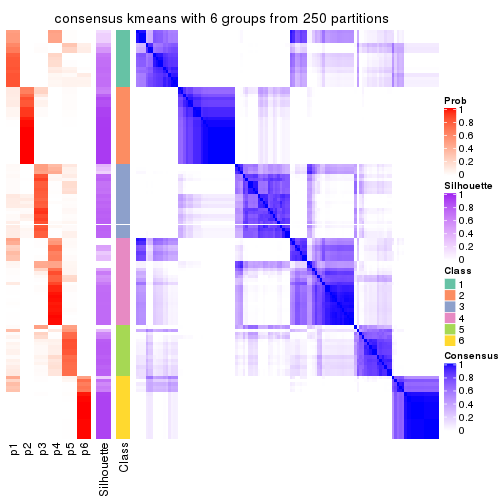 consensus kmeans with 6 groups from 250 partitions
Prob
1
0.8
0.6
0.4
0.2
0
Silhouette
1
0.8
0.6
0.4
0.2
0
Class
1
2
3
4
5
6
Consensus
1
0.8
0.6
0.4
0.2
0
p1
p2
p3
p4
p5
p6
Silhouette
Class